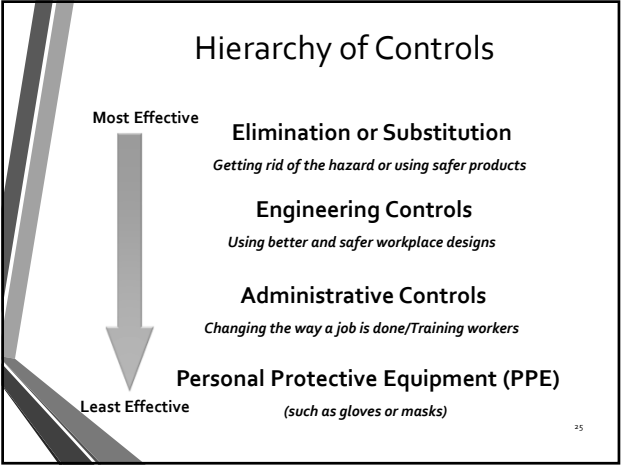 Hierarchy of Controls
Most Effective
Elimination or Substitution
Getting rid of the hazard or using safer products
Engineering Controls
Using better and safer workplace designs
Administrative Controls
Changing the way a job is done/Training workers
Personal Protective Equipment (PPE)
Least Effective
(such as gloves or masks)
25